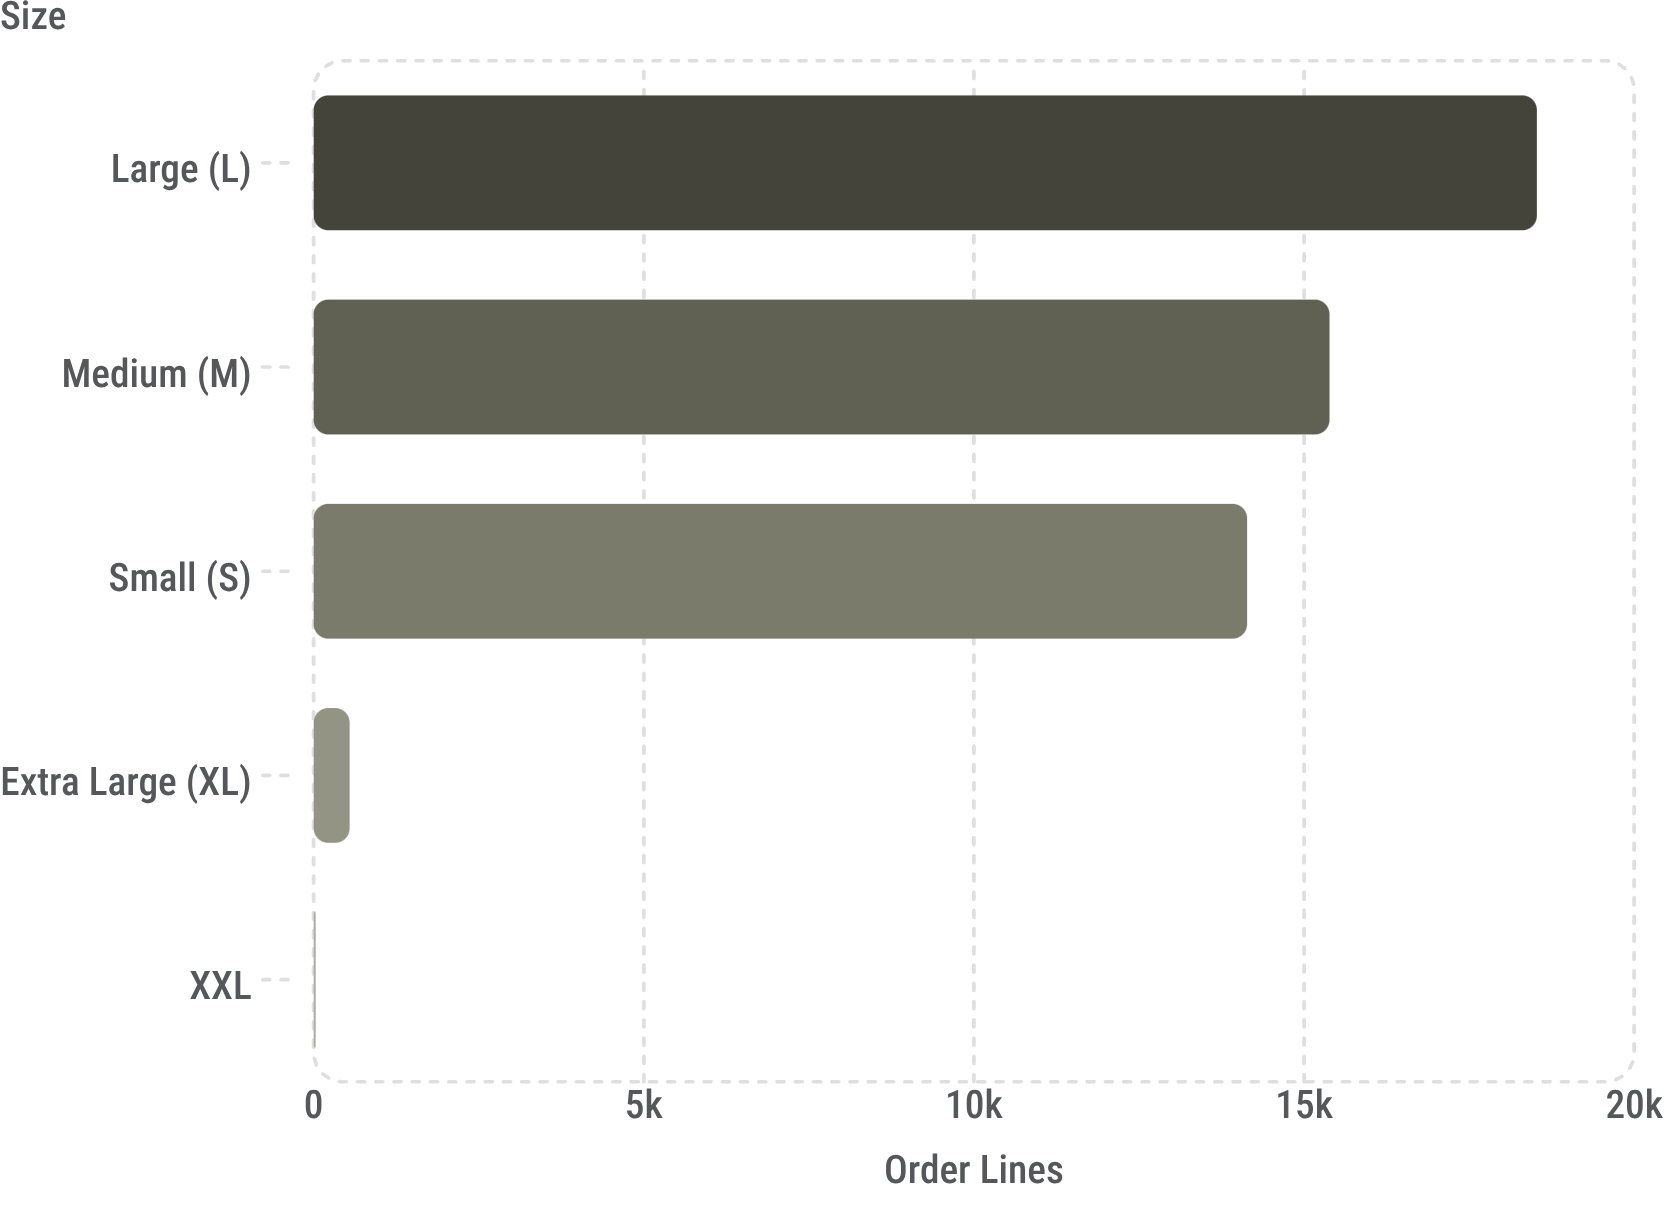 Size
Large (L)
Medium (M)
Small (S)
Extra Large (XL)
XXL
0 5k 10k 15k 20k
Order Lines